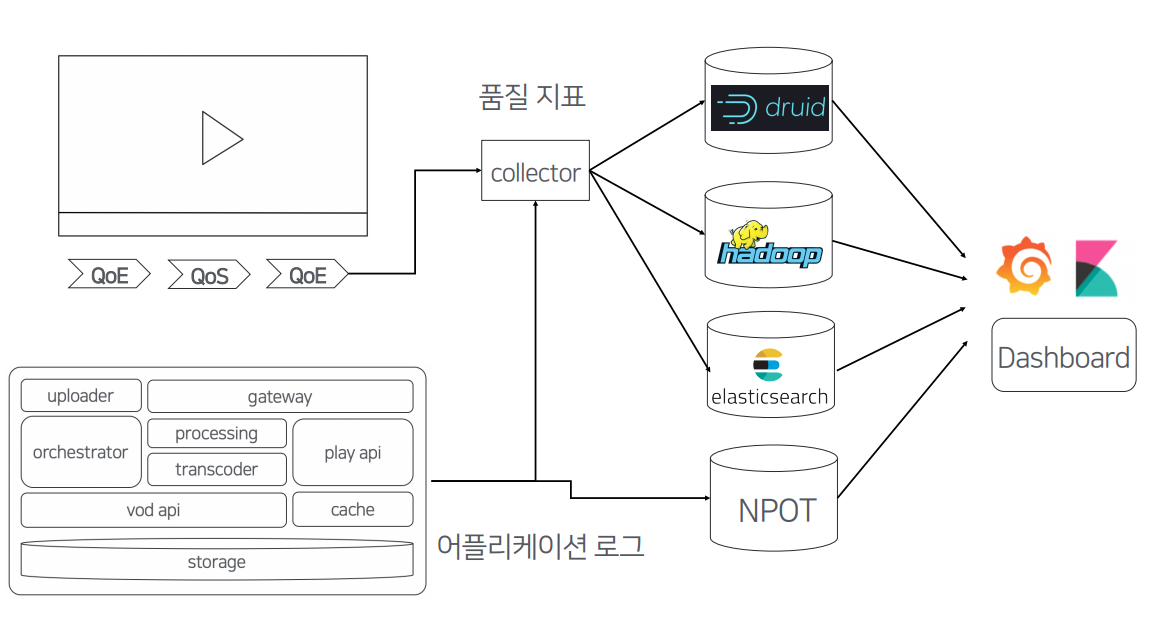 품질 지표
collector
QoE
QoS
QoE
druid
hadoop
elasticsearch
NPOT
Dashboard
uploader
gateway
orchestrator
processing
transcoder
play api
vod api
cache
storage
어플리케이션 로그